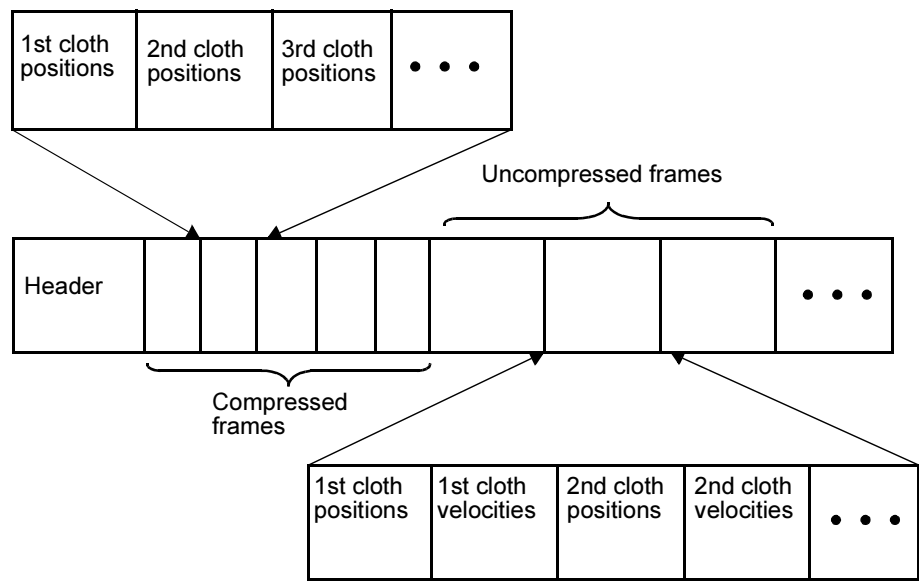 1st cloth
positions
2nd cloth
positions
3rd cloth
positions
• • •
Uncompressed frames
Header
• • •
Compressed
frames
1st cloth
positions
1st cloth
velocities
2nd cloth
positions
2nd cloth
velocities
• • •